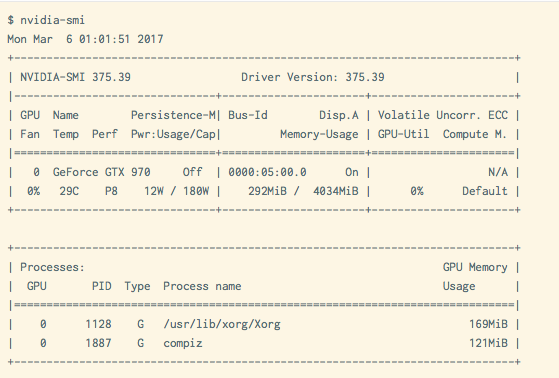 $ nvidia-smi
Mon Mar  6 01:01:51 2017
+-----------------------------------------------------------------------------+
| NVIDIA-SMI 375.39                 Driver Version: 375.39                    |
|-------------------------------+----------------------+----------------------+
| GPU  Name        Persistence-M| Bus-Id        Disp.A | Volatile Uncorr. ECC |
| Fan  Temp  Perf  Pwr:Usage/Cap|         Memory-Usage | GPU-Util  Compute M. |
|===============================+======================+======================|
|   0  GeForce GTX 970     Off  | 0000:05:00.0      On |                  N/A |
|  0%   29C    P8    12W / 180W |    292MiB /  4034MiB |      0%      Default |
+-------------------------------+----------------------+----------------------+

+-----------------------------------------------------------------------------+
| Processes:                                                       GPU Memory |
|  GPU       PID  Type  Process name                               Usage      |
|=============================================================================|
|    0      1128    G   /usr/lib/xorg/Xorg                             169MiB |
|    0      1887    G   compiz                                         121MiB |
+-----------------------------------------------------------------------------+